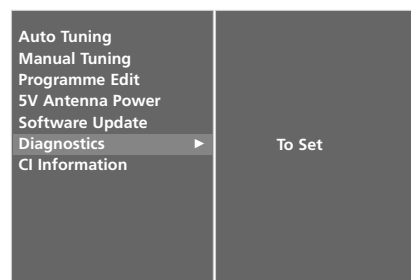 Auto Tuning
Manual Tuning
Programme Edit
5V Antenna Power
Software Update
Diagnostics ►
To Set
CI Information